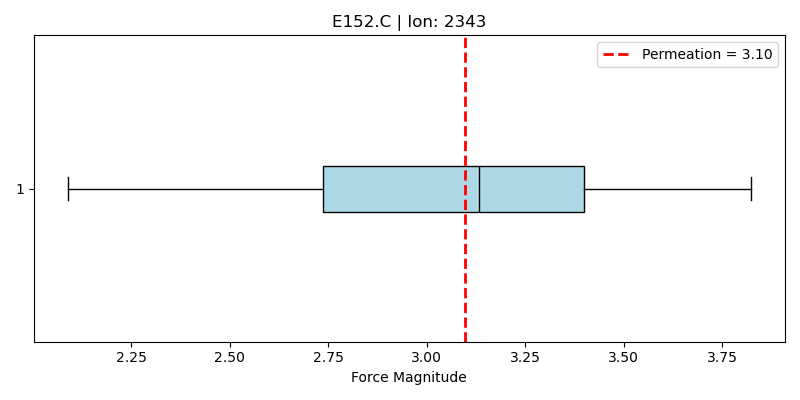 E152.C | Ion: 2343
Permeation = 3.10
1
2.25 2.50 2.75 3.00 3.25 3.50 3.75
Force Magnitude